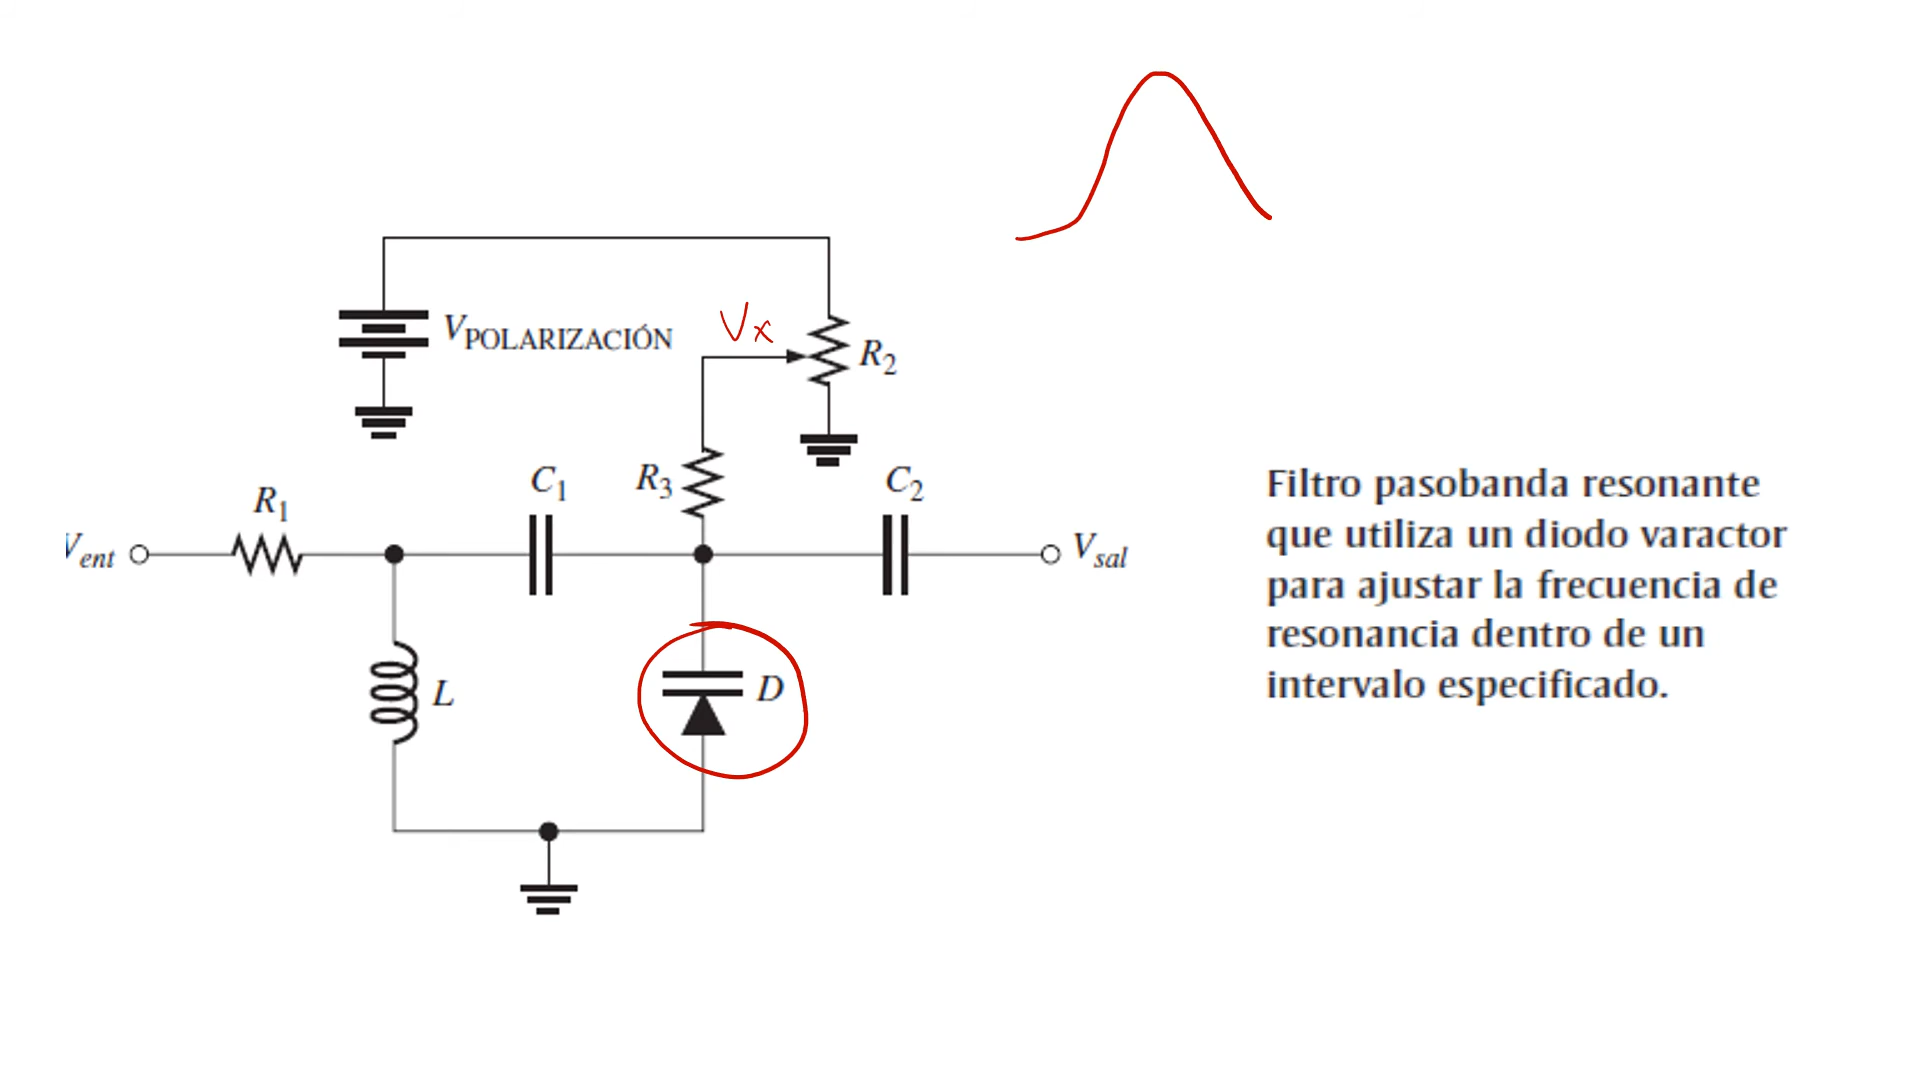 Vx
VPOLARIZACIÓN
R2
C1
R3
C2
R1
Vent
Vsal
L
D
Filtro pasobanda resonante
que utiliza un diodo varactor
para ajustar la frecuencia de
resonancia dentro de un
intervalo especificado.